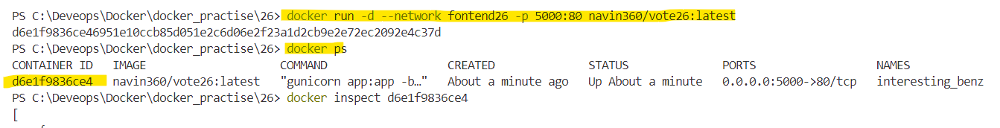 PS C:\Deveops\Docker\docker_practise\26> docker run -d --network fontend26 -p 5000:80 navin360/vote26:latest
d6e1f9836ce46951e10ccb85d051e2c6d06e2f23a1d2cb9e2e72ec2092e4c37d
PS C:\Deveops\Docker\docker_practise\26> docker ps
CONTAINER ID   IMAGE                    COMMAND                  CREATED              STATUS              PORTS                  NAMES
d6e1f9836ce4   navin360/vote26:latest   "gunicorn app:app -b…"   About a minute ago   Up About a minute   0.0.0.0:5000->80/tcp   interesting_benz
PS C:\Deveops\Docker\docker_practise\26> docker inspect d6e1f9836ce4
[